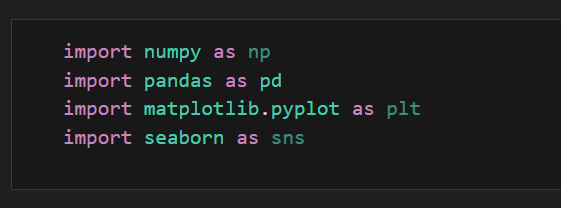 import numpy as np
import pandas as pd
import matplotlib.pyplot as plt
import seaborn as sns